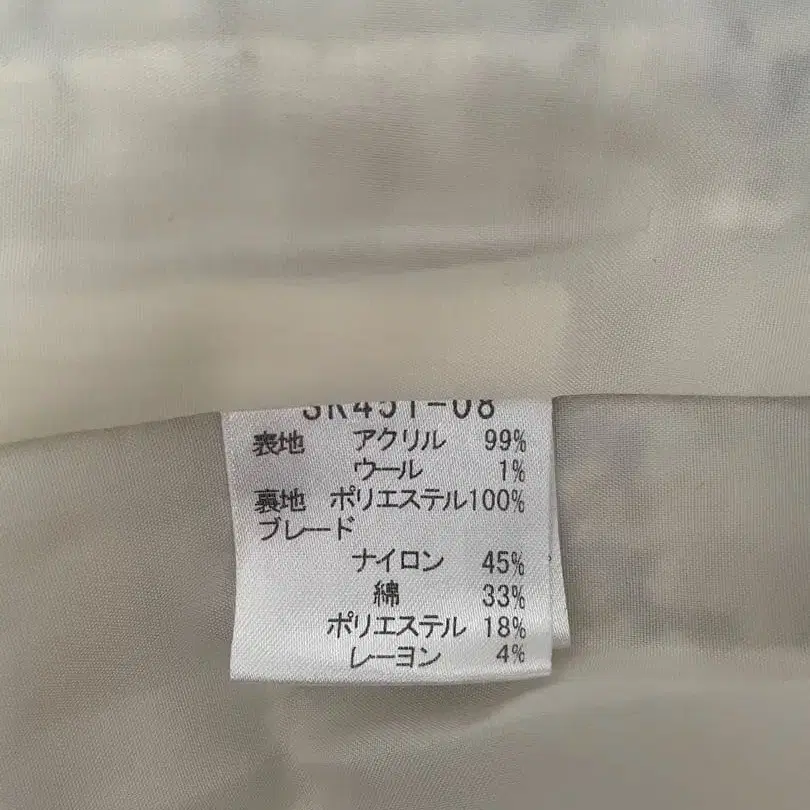 SK451-08
表地 アクリル 99%
ウール 1%
裏地 ポリエステル100%
ブレード
ナイロン 45%
綿 33%
ポリエステル 18%
レーヨン 4%